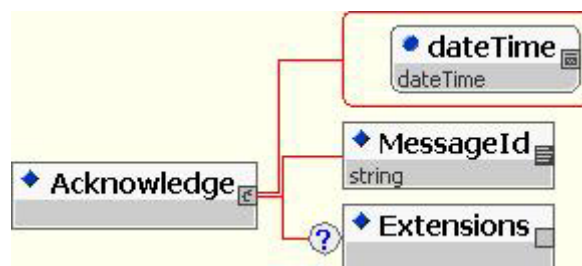 dateTime
dateTime
MessageId
string
Acknowledge
?
Extensions